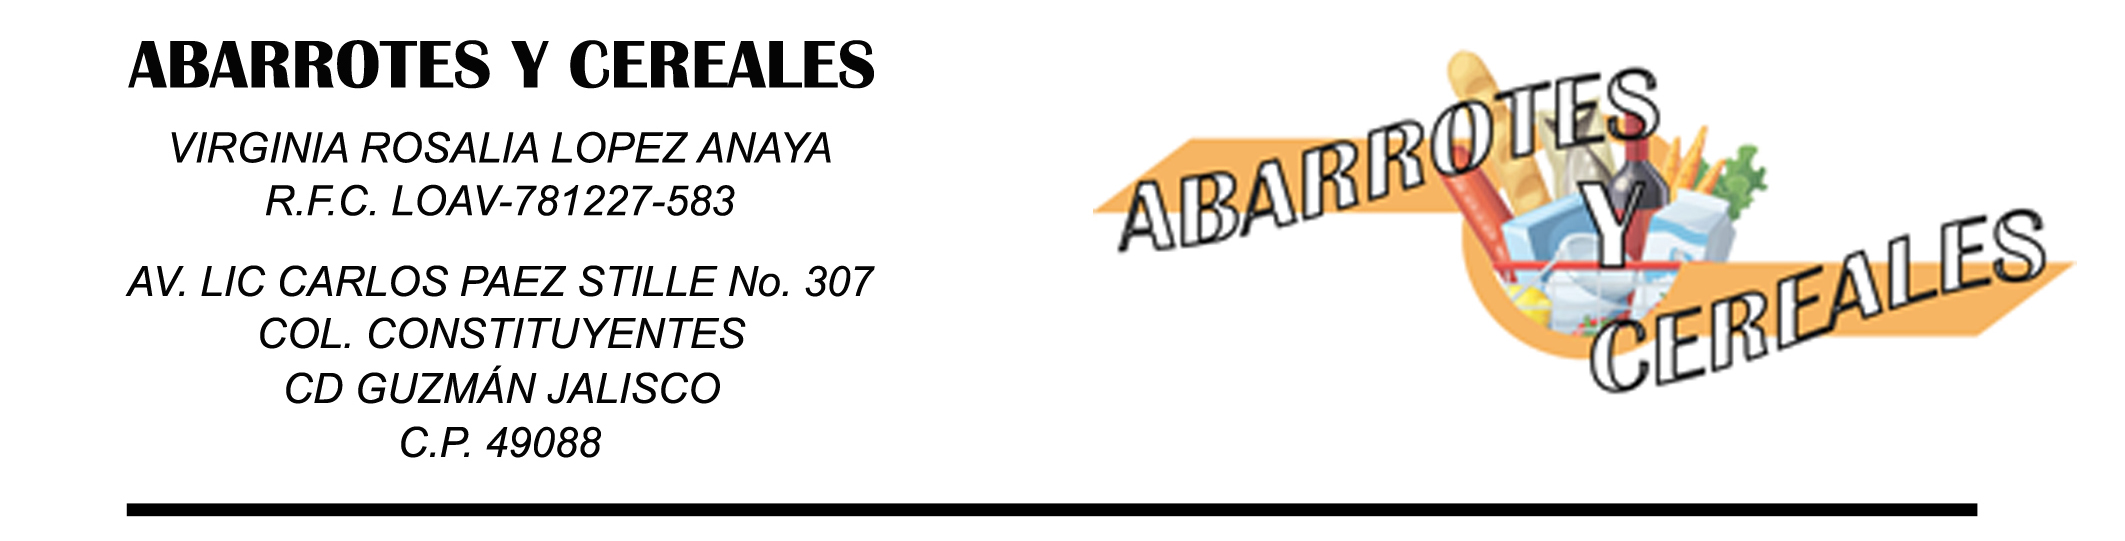 ABARROTES Y CEREALES
VIRGINIA ROSALIA LOPEZ ANAYA
R.F.C. LOAV-781227-583
AV. LIC CARLOS PAEZ STILLE No. 307
COL. CONSTITUYENTES
CD GUZMÁN JALISCO
C.P. 49088
ABARROTES
Y
CEREALES